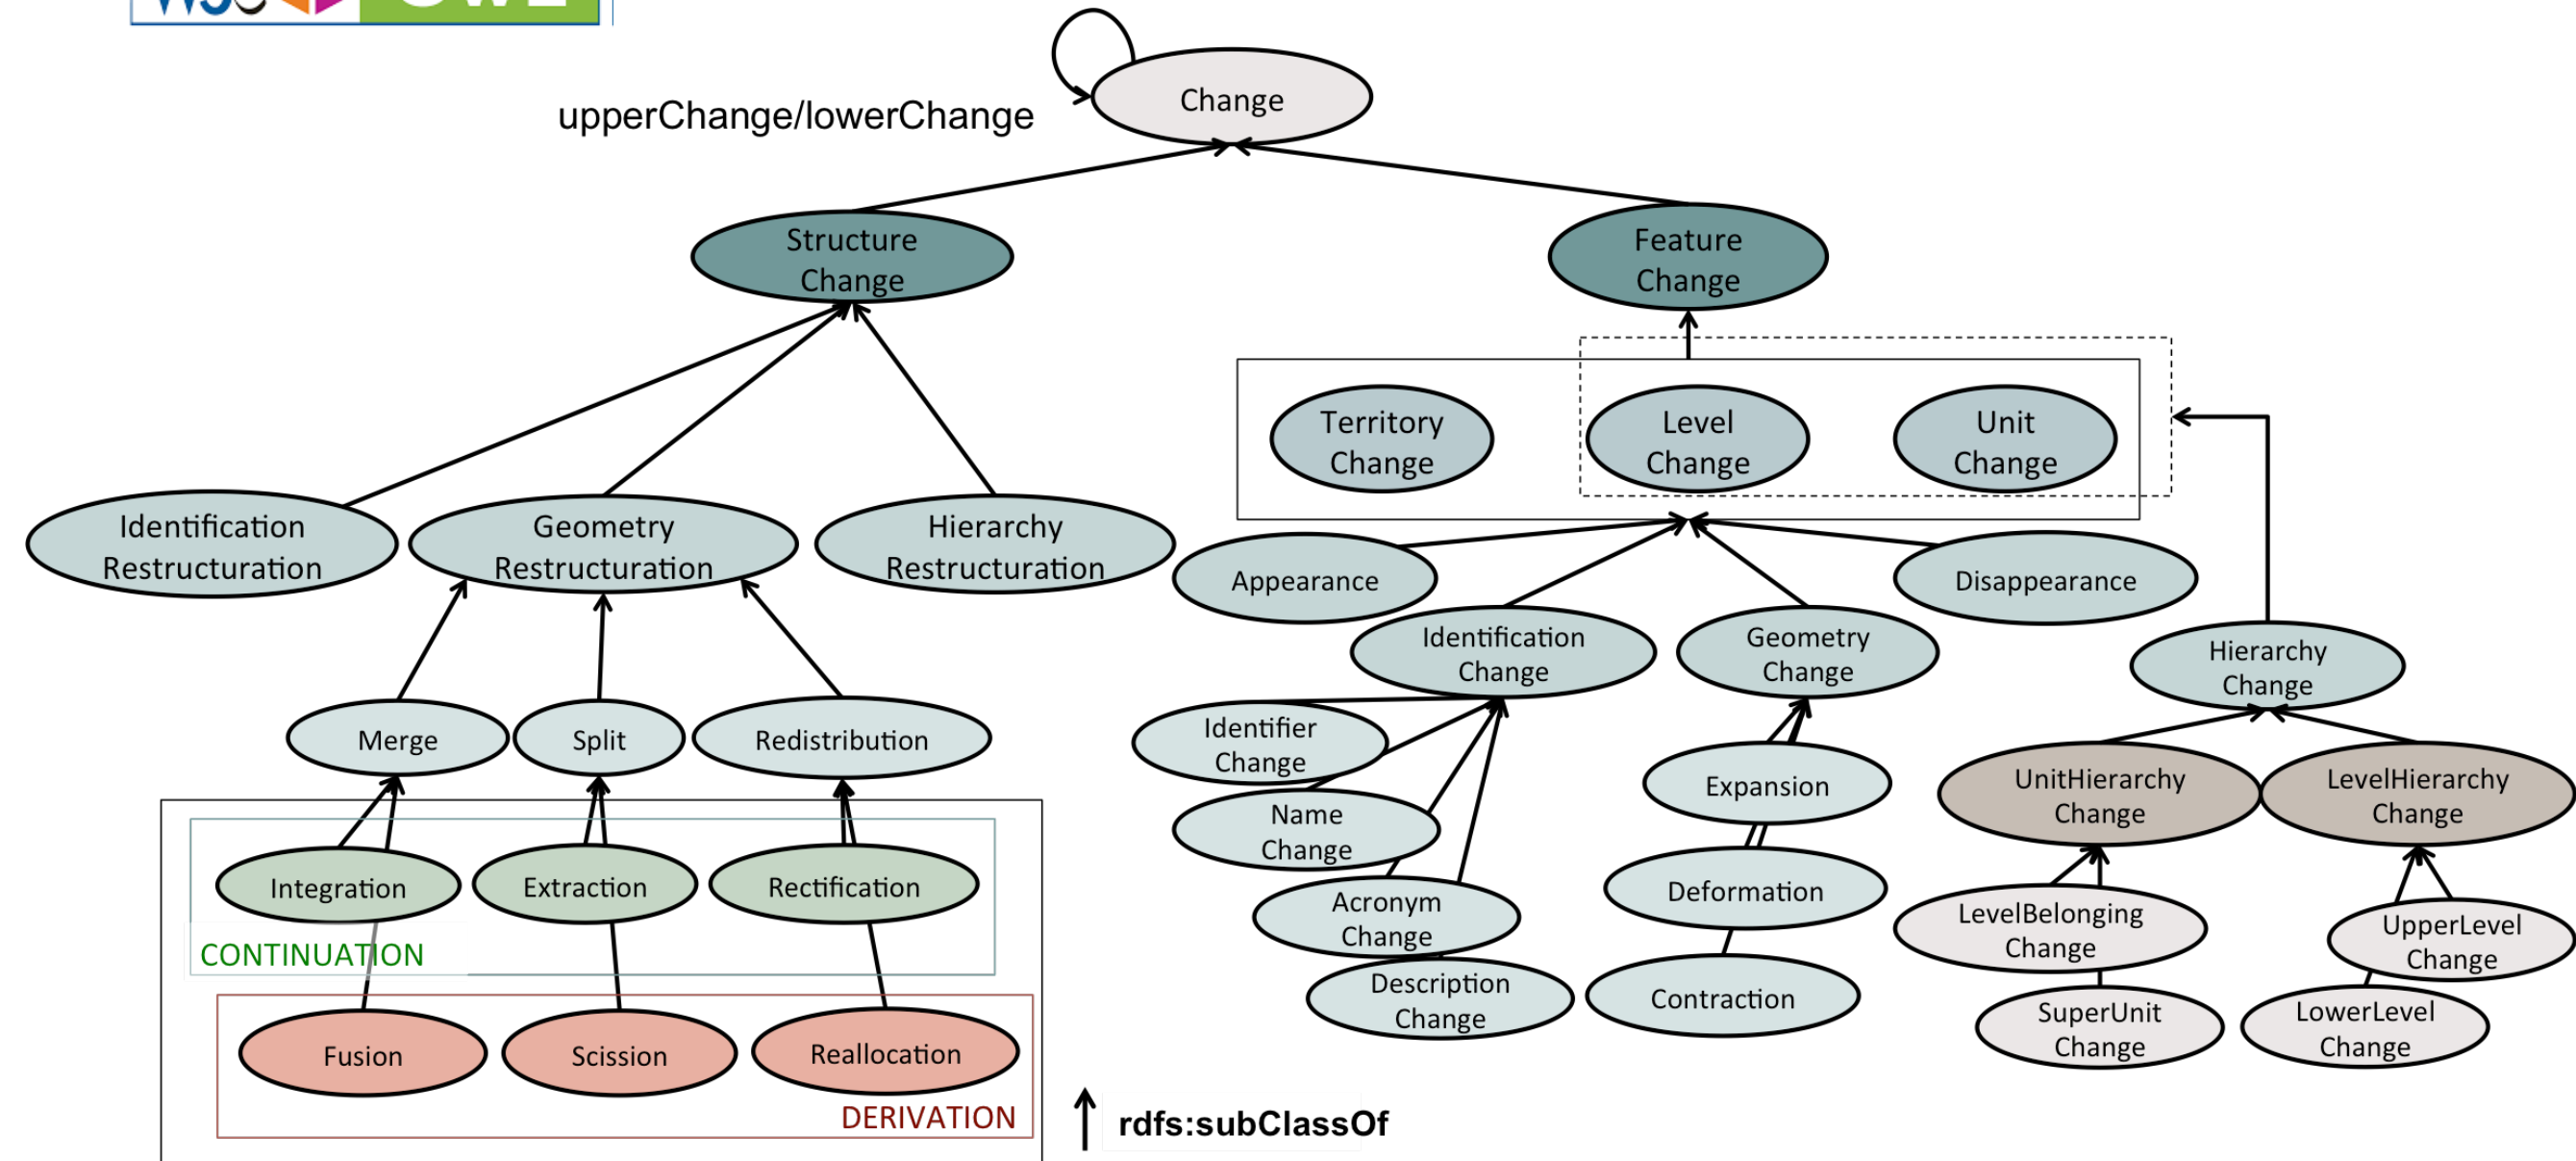 Change
upperChange/lowerChange
Structure
Change
Feature
Change
Territory
Change
Level
Change
Unit
Change
Identification
Restructuration
Geometry
Restructuration
Hierarchy
Restructuration
Appearance
Disappearance
Identification
Change
Geometry
Change
Hierarchy
Change
Merge
Split
Redistribution
Identifier
Change
Name
Change
Acronym
Change
Description
Change
Expansion
Deformation
Contraction
UnitHierarchy
Change
LevelHierarchy
Change
LevelBelonging
Change
SuperUnit
Change
UpperLevel
Change
LowerLevel
Change
Integration
Extraction
Rectification
CONTINUATION
Fusion
Scission
Reallocation
DERIVATION
rdfs:subClassOf